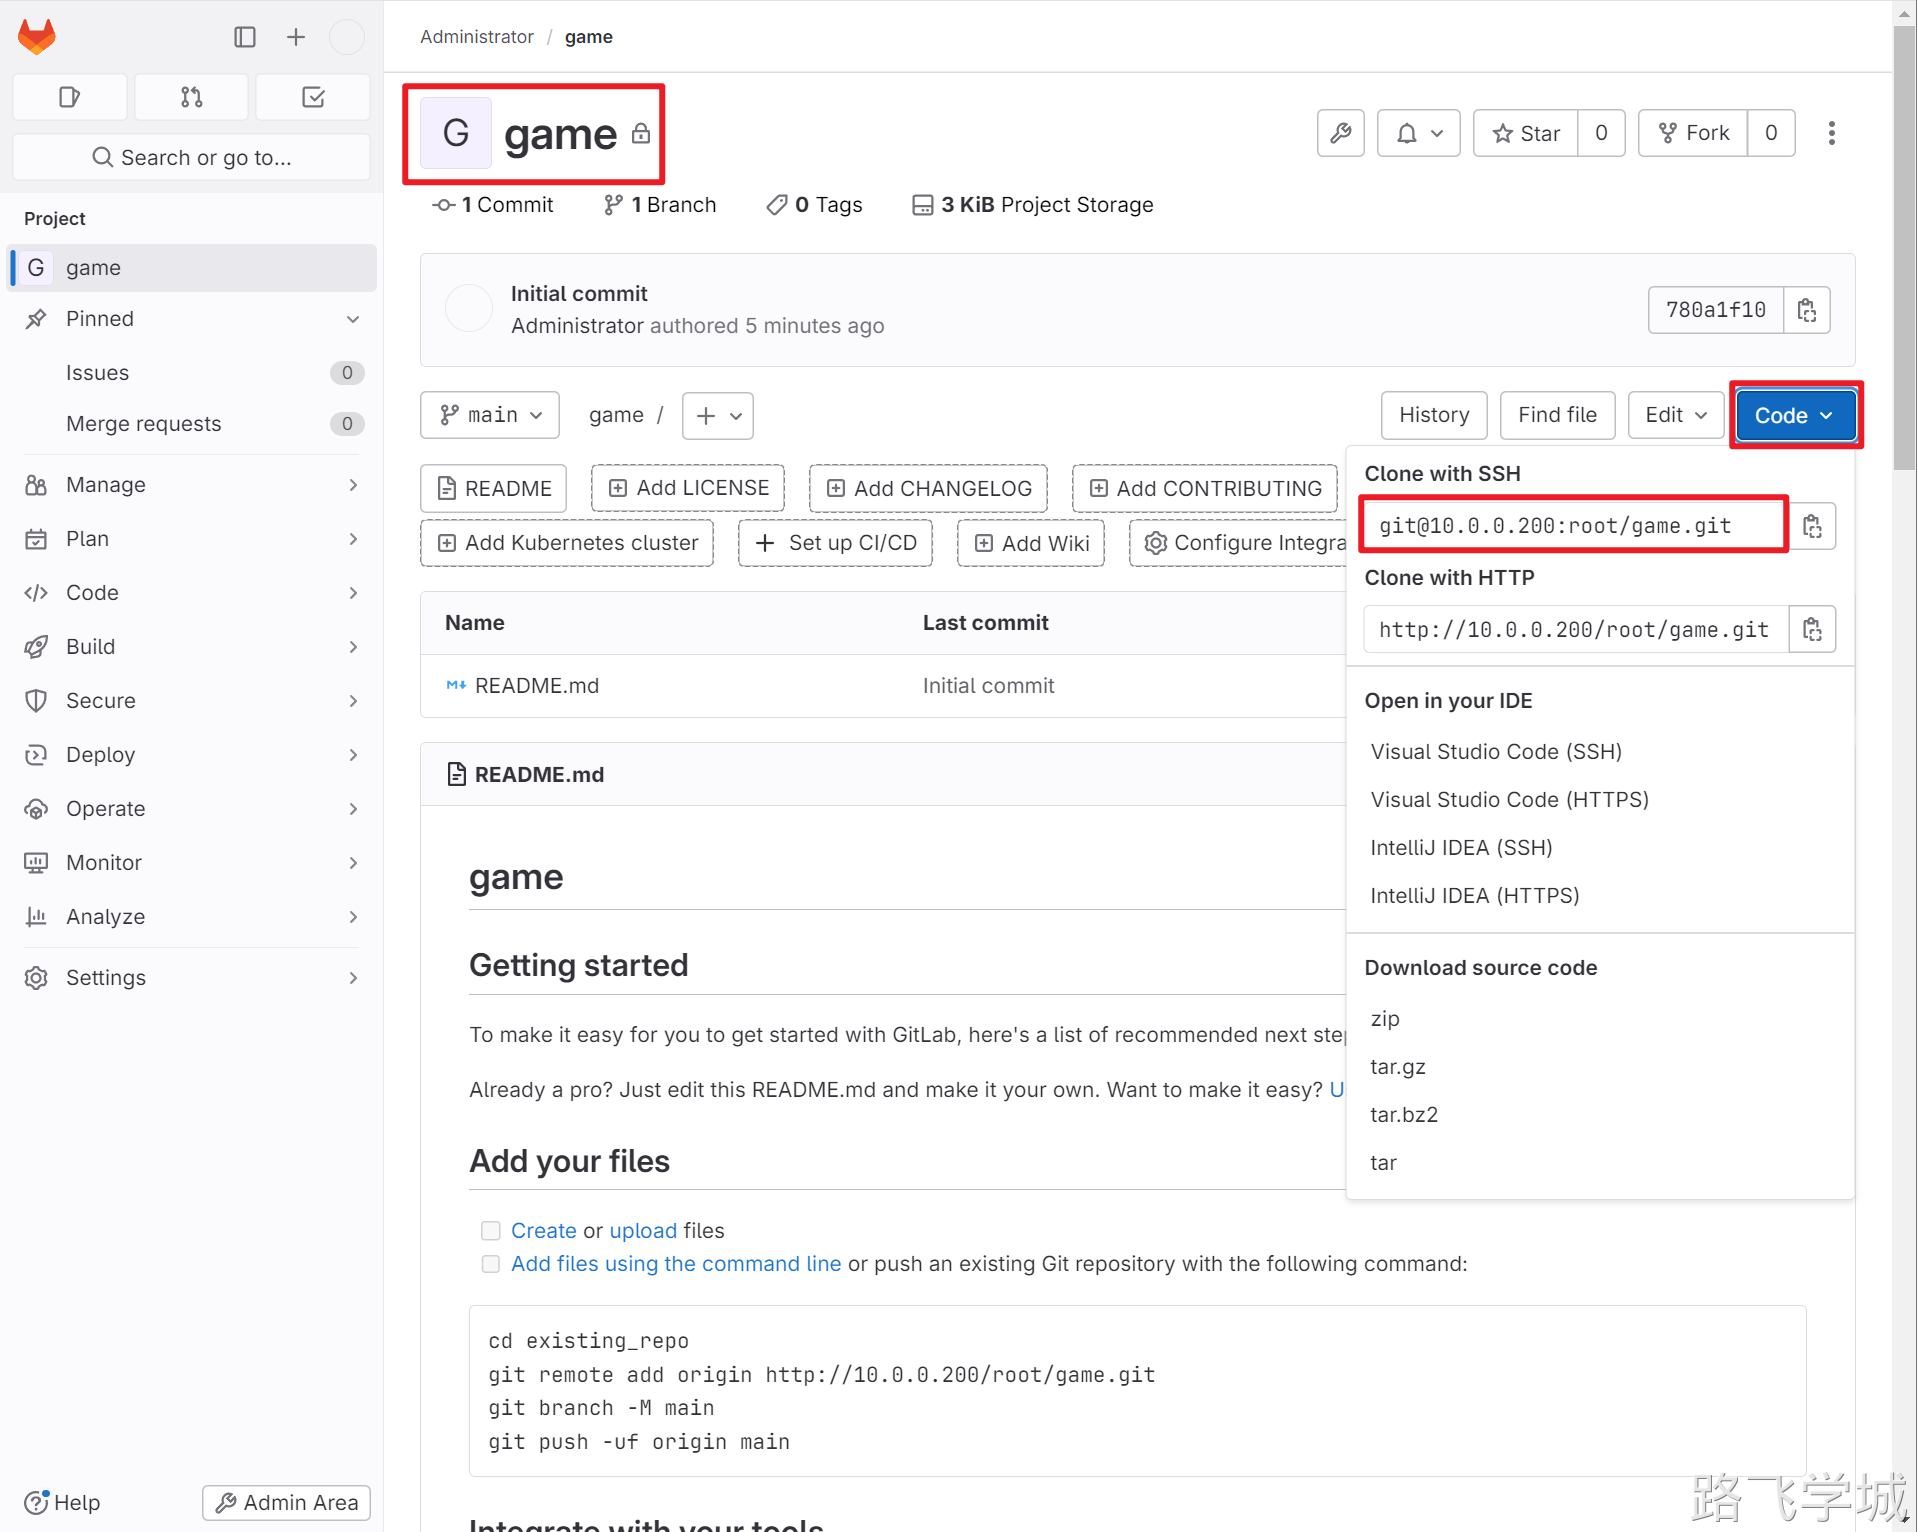 Administrator / game
Search or go to...
Project
G game
Pinned
Issues 0
Merge requests 0
Manage
Plan
Code
Build
Secure
Deploy
Operate
Monitor
Analyze
Settings
Help
Admin Area
G game
Star 0
Fork 0
1 Commit 1 Branch 0 Tags 3 KiB Project Storage
Initial commit
Administrator authored 5 minutes ago
780a1f10
main
game /
History
Find file
Edit
Code
README
Add LICENSE
Add CHANGELOG
Add CONTRIBUTING
Add Kubernetes cluster
Set up CI/CD
Add Wiki
Configure Integra
Clone with SSH
git@10.0.0.200:root/game.git
Clone with HTTP
http://10.0.0.200/root/game.git
Open in your IDE
Visual Studio Code (SSH)
Visual Studio Code (HTTPS)
IntelliJ IDEA (SSH)
IntelliJ IDEA (HTTPS)
Download source code
zip
tar.gz
tar.bz2
tar
Name Last commit
README.md Initial commit
README.md
game
Getting started
To make it easy for you to get started with GitLab, here's a list of recommended next step
Already a pro? Just edit this README.md and make it your own. Want to make it easy? U
Add your files
Create or upload files
Add files using the command line or push an existing Git repository with the following command:
cd existing_repo
git remote add origin http://10.0.0.200/root/game.git
git branch -M main
git push -uf origin main
Integrate with your tools
路飞学城